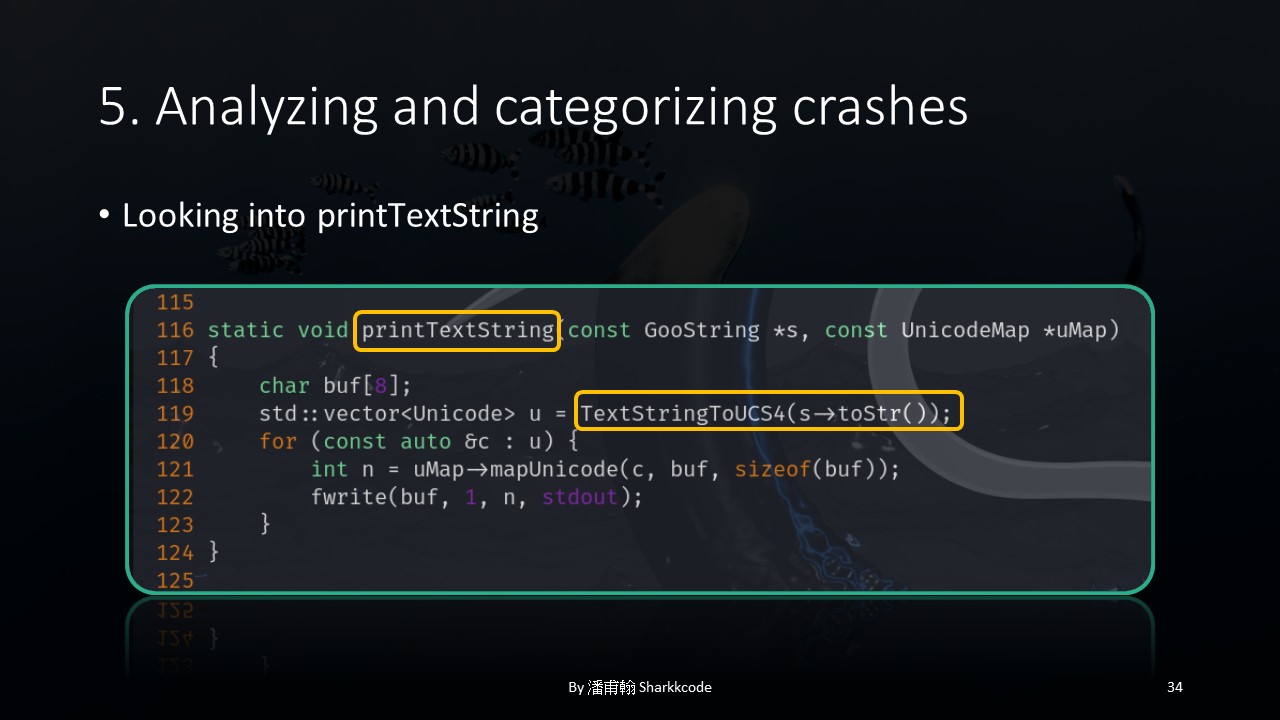 5. Analyzing and categorizing crashes
• Looking into printTextString
115
116 static void printTextString(const GooString *s, const UnicodeMap *uMap)
117 {
118     char buf[8];
119     std::vector<Unicode> u = TextStringToUCS4(s->toStr());
120     for (const auto &c : u) {
121         int n = uMap->mapUnicode(c, buf, sizeof(buf));
122         fwrite(buf, 1, n, stdout);
123     }
124 }
125
By 潘甫翰 Sharkkcode
34